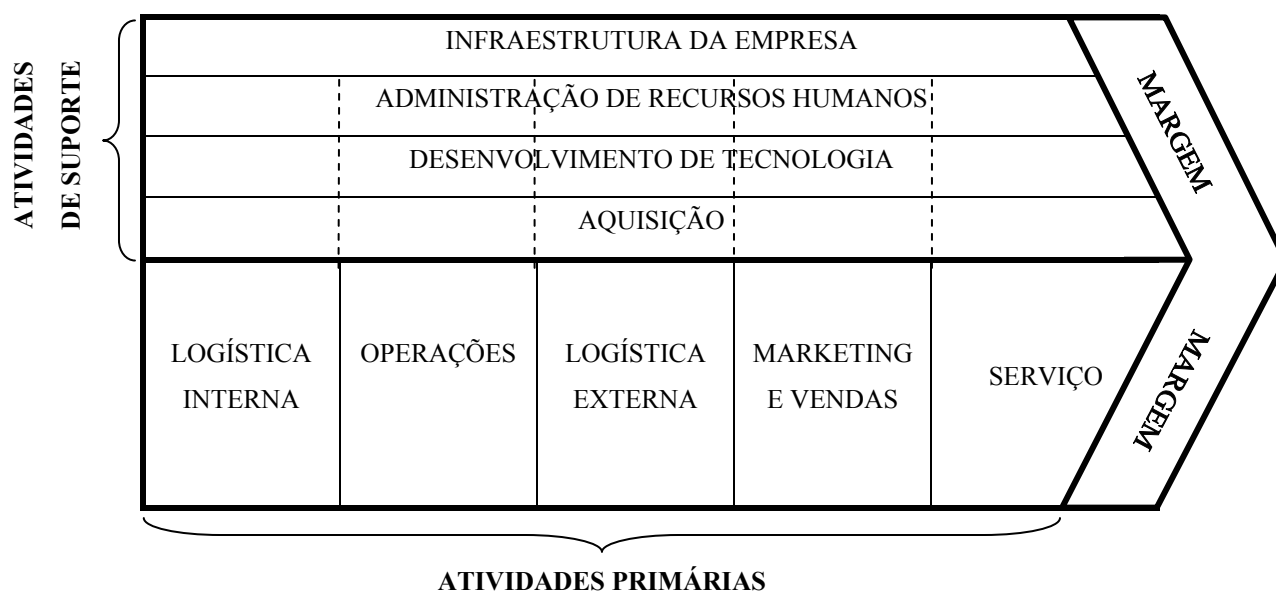 ATIVIDADES
DE SUPORTE
INFRAESTRUTURA DA EMPRESA
ADMINISTRAÇÃO DE RECURSOS HUMANOS
DESENVOLVIMENTO DE TECNOLOGIA
AQUISIÇÃO
MARGEM
LOGÍSTICA
INTERNA
OPERAÇÕES
LOGÍSTICA
EXTERNA
MARKETING
E VENDAS
SERVIÇO
MARGEM
ATIVIDADES PRIMÁRIAS